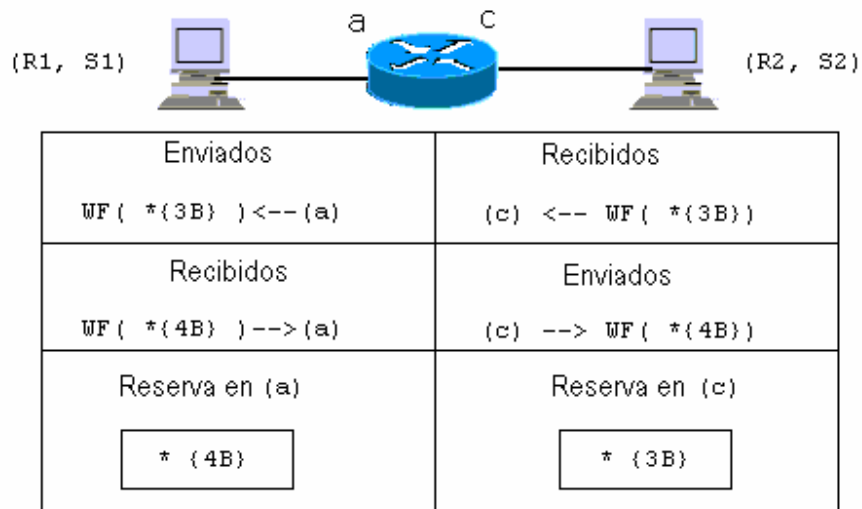 a c
(R1, S1) (R2, S2)
Enviados Recibidos
WF( *{3B} )<--(a) (c) <-- WF( *{3B})
Recibidos Enviados
WF( *{4B} )-->(a) (c) --> WF( *{4B})
Reserva en (a) Reserva en (c)
* {4B} * {3B}